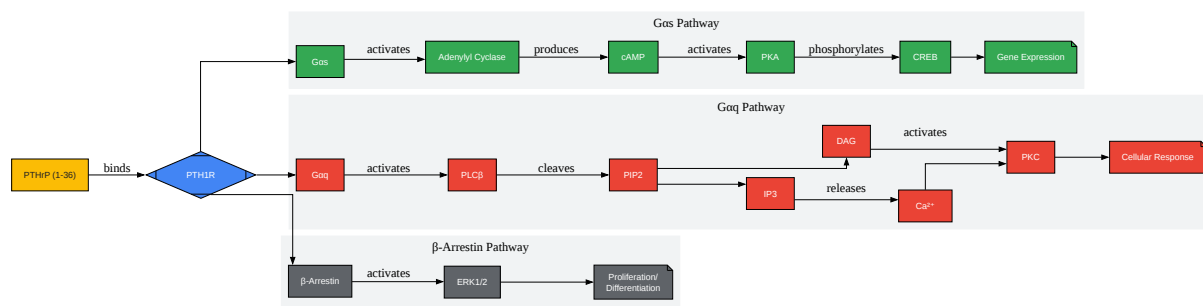 Gαs Pathway
Gαs
activates
Adenylyl Cyclase
produces
cAMP
activates
PKA
phosphorylates
CREB
Gene Expression
Gαq Pathway
PTHrP (1-36)
binds
PTH1R
Gαq
activates
PLCβ
cleaves
PIP2
DAG
activates
IP3
releases
Ca²⁺
PKC
Cellular Response
β-Arrestin Pathway
β-Arrestin
activates
ERK1/2
Proliferation/
Differentiation